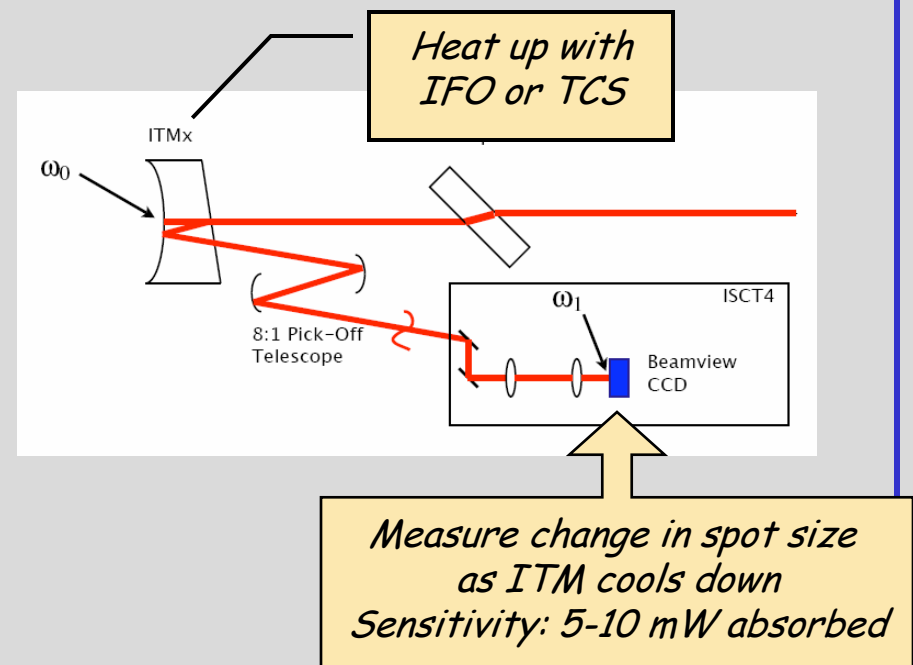 Heat up with
IFO or TCS
ITMx
ω0
ω1
ISCT4
8:1 Pick-Off
Telescope
Beamview
CCD
Measure change in spot size
as ITM cools down
Sensitivity: 5-10 mW absorbed